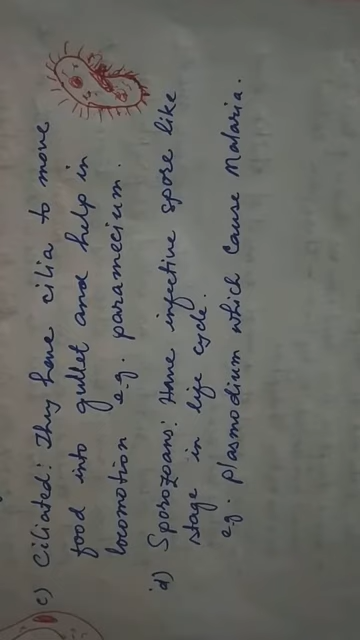 c) Ciliated: They have cilia to move
food into gullet and help in
locomotion e.g. paramecium.
d) Sporozoans: Have infective spore like
stage in life cycle.
e.g. plasmodium which cause Malaria.